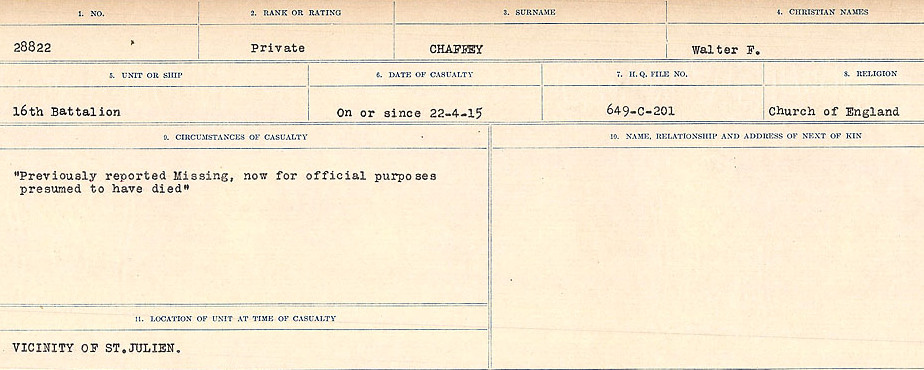 1. NO.
2. RANK OR RATING
3. SURNAME
4. CHRISTIAN NAMES
28822
Private
CHAFFEY
Walter F.
5. UNIT OR SHIP
6. DATE OF CASUALTY
7. H.Q. FILE NO.
8. RELIGION
16th Battalion
On or since 22-4-15
649-C-201
Church of England
9. CIRCUMSTANCES OF CASUALTY
10. NAME, RELATIONSHIP AND ADDRESS OF NEXT OF KIN
"Previously reported Missing, now for official purposes
presumed to have died"
11. LOCATION OF UNIT AT TIME OF CASUALTY
VICINITY OF ST.JULIEN.